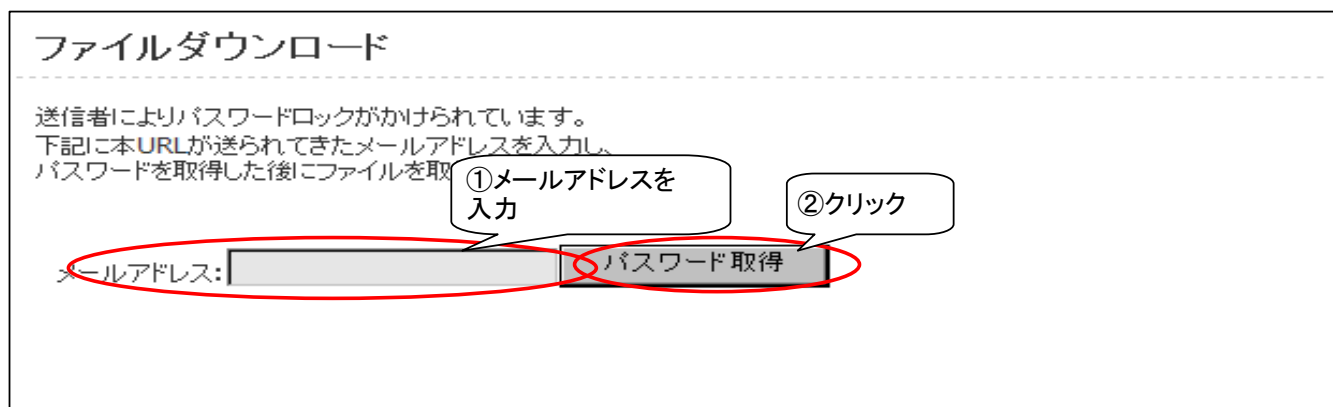 ファイルダウンロード
送信者によりパスワードロックがかけられています。
下記に本URLが送られてきたメールアドレスを入力し、
パスワードを取得した後にファイルを取
①メールアドレスを
入力
②クリック
メールアドレス:
パスワード取得